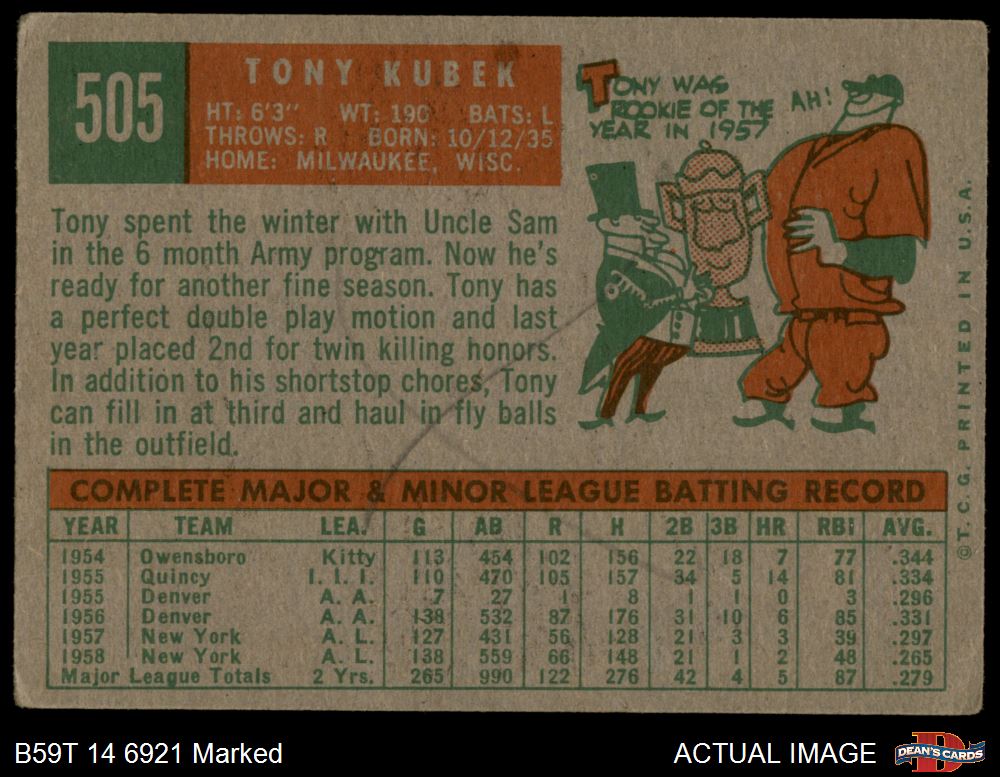 505
TONY KUBEK
HT: 6'3" WT: 190 BATS: L
THROWS: R BORN: 10/12/35
HOME: MILWAUKEE, WISC.
TONY WAS
ROOKIE OF THE
YEAR IN 1957
AH!
Tony spent the winter with Uncle Sam
in the 6 month Army program. Now he's
ready for another fine season. Tony has
a perfect double play motion and last
year placed 2nd for twin killing honors.
In addition to his shortstop chores, Tony
can fill in at third and haul in fly balls
in the outfield.
COMPLETE MAJOR & MINOR LEAGUE BATTING RECORD
YEAR TEAM LEA. G AB R H 2B 3B HR RBI AVG.
1954 Owensboro Kitty 113 454 102 156 22 18 7 77 .344
1955 Quincy I. I. I. 110 470 105 157 34 5 14 81 .334
1955 Denver A. A. 7 27 1 8 1 1 0 3 .296
1956 Denver A. A. 138 532 87 176 31 10 6 85 .331
1957 New York A. L. 127 431 56 128 21 3 3 39 .297
1958 New York A. L. 138 559 66 148 21 1 2 48 .265
Major League Totals 2 Yrs. 265 990 122 276 42 4 5 87 .279
©T. C. G. PRINTED IN U.S.A.
B59T 14 6921 Marked
ACTUAL IMAGE
DEAN'S CARDS